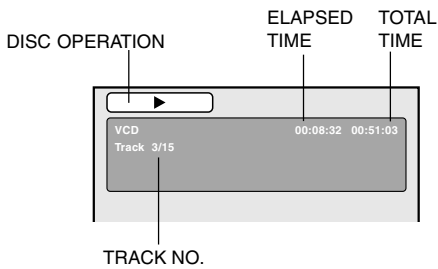 ELAPSED TIME
TOTAL TIME
DISC OPERATION
VCD 00:08:32 00:51:03
Track 3/15
TRACK NO.